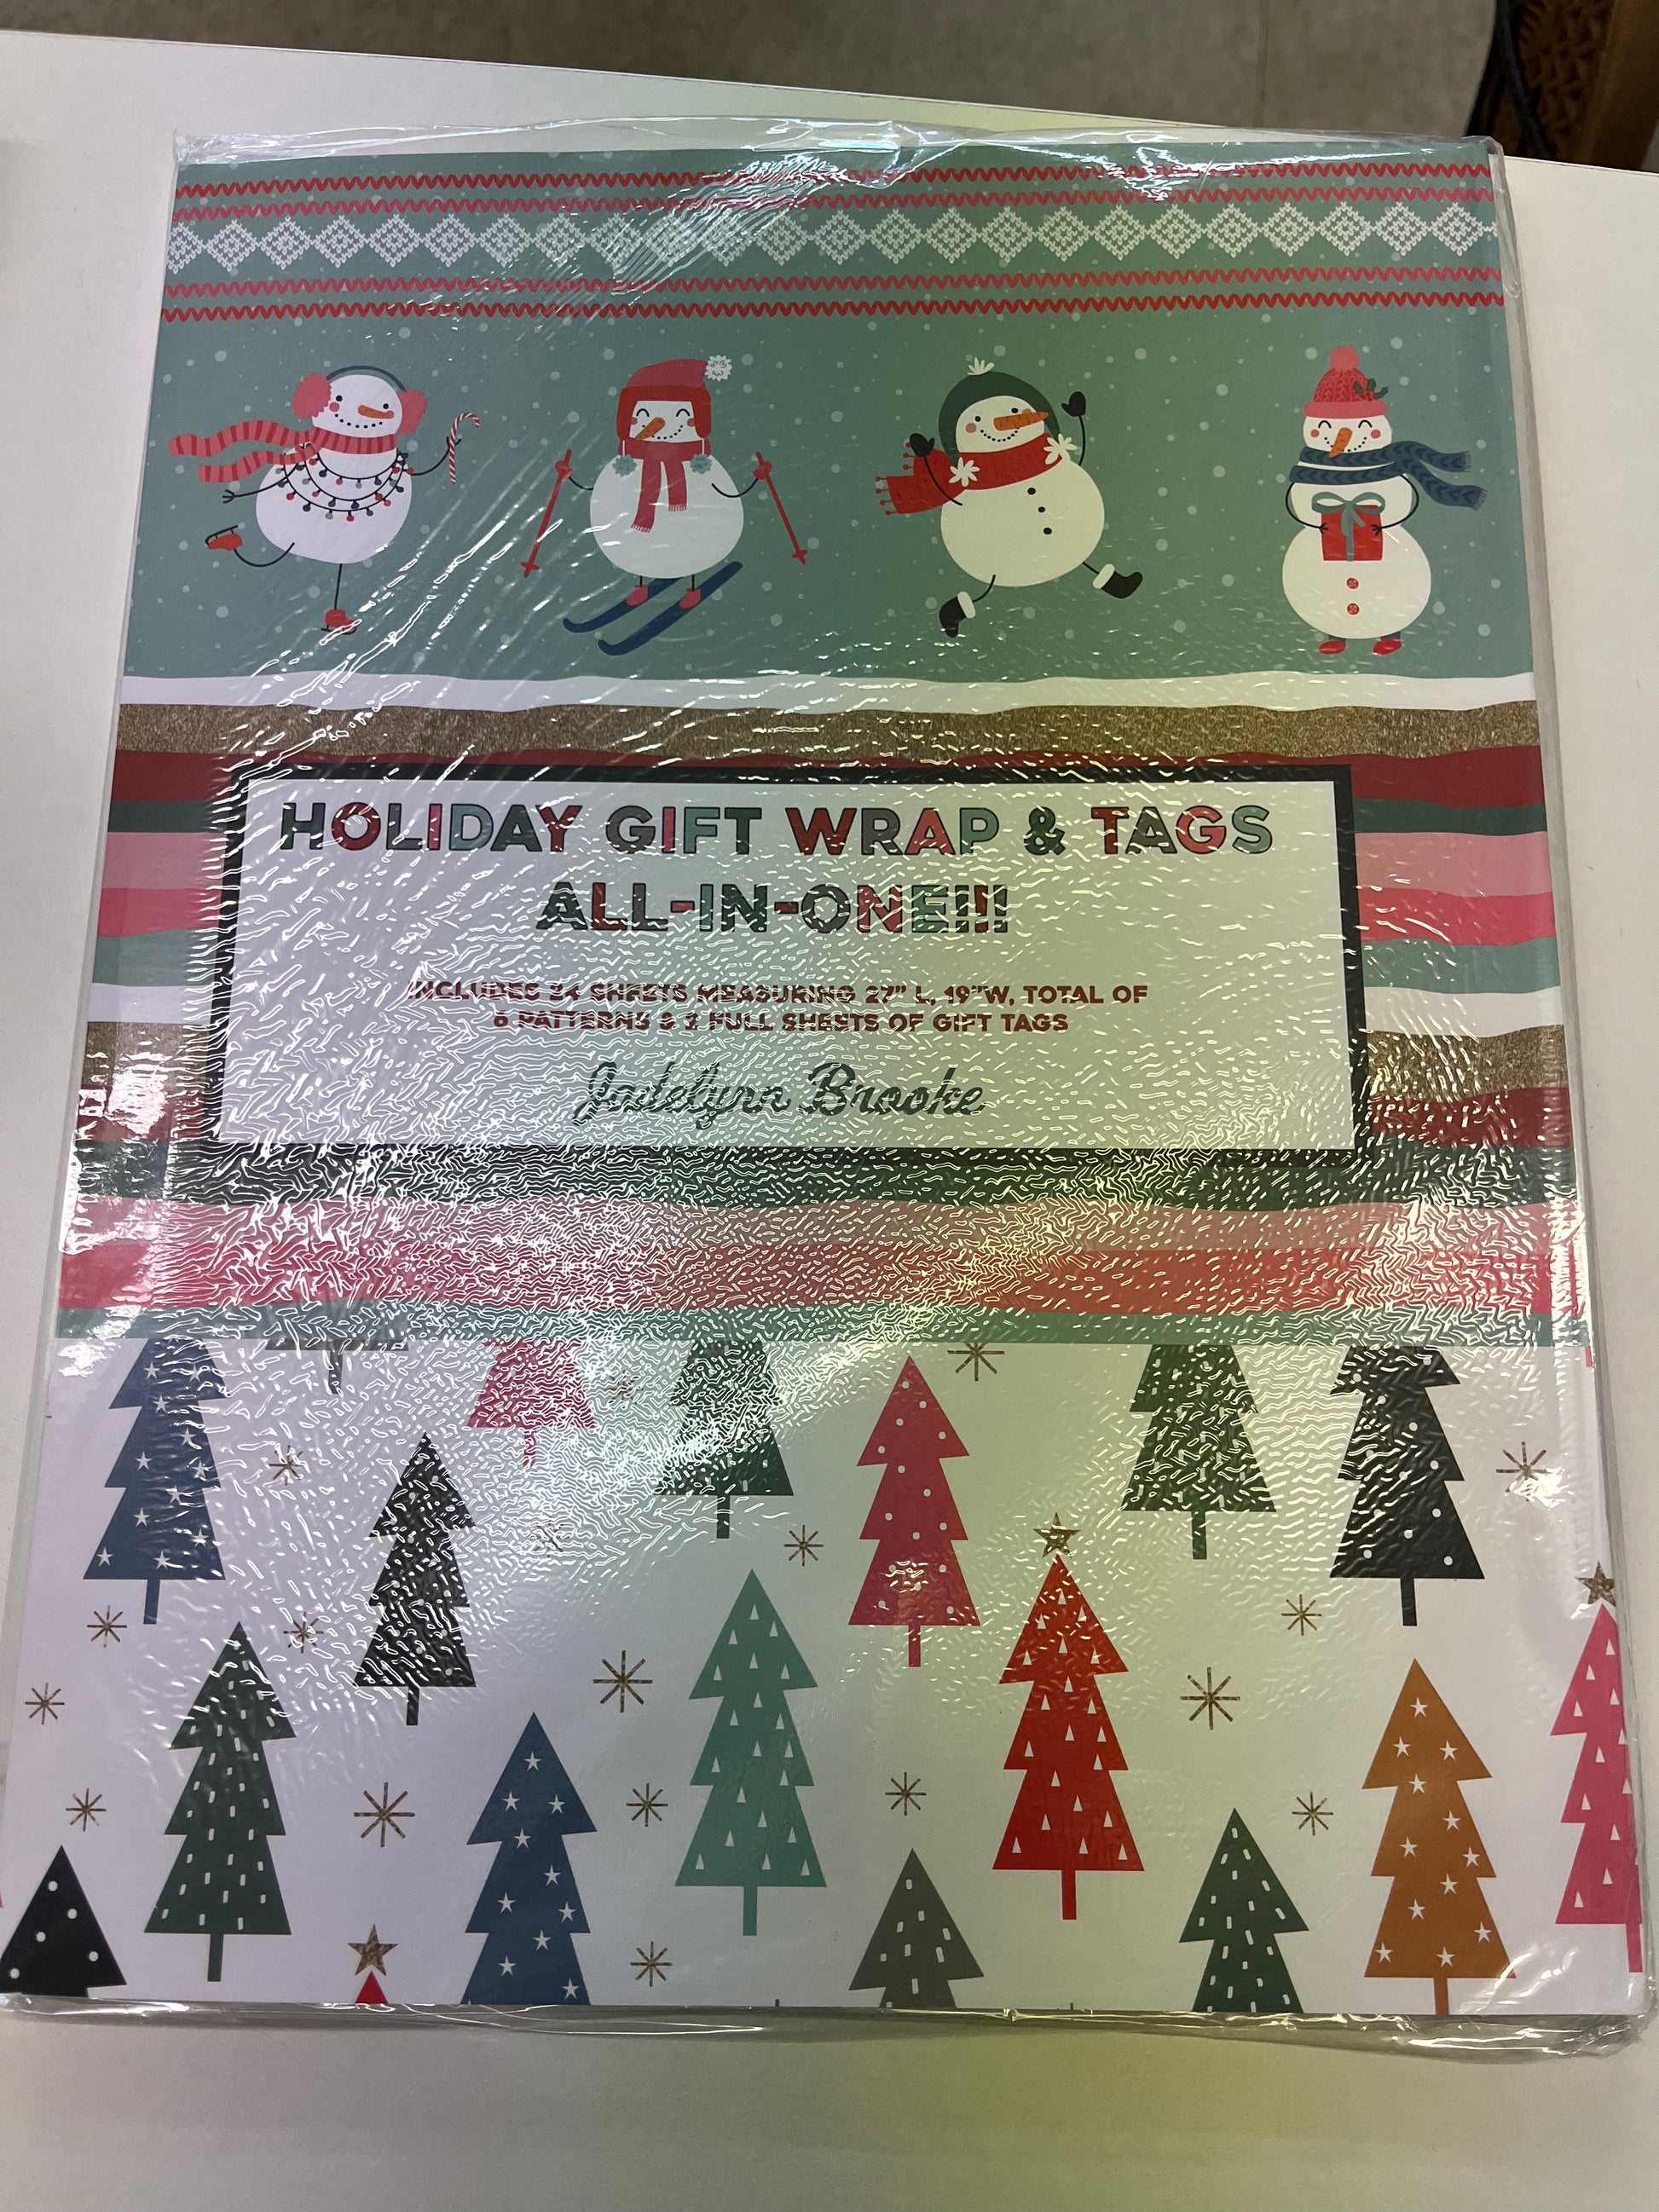 HOLIDAY GIFT WRAP & TAGS
ALL-IN-ONE!!!
INCLUDES 24 SHEETS MEASURING 27" L, 19"W, TOTAL OF
6 PATTERNS & 2 FULL SHEETS OF GIFT TAGS
Jadelynn Brooke